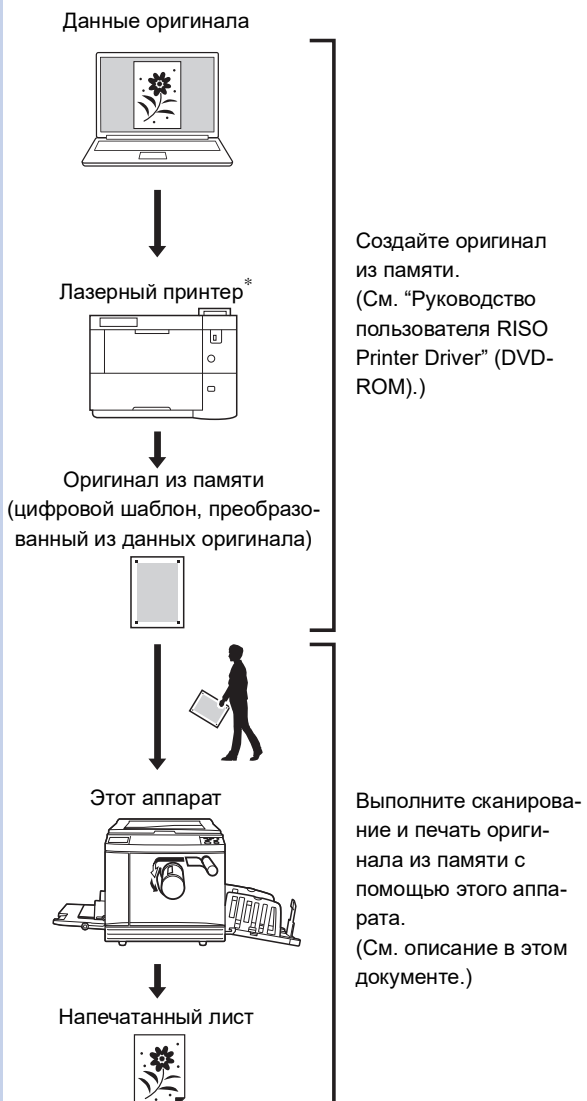 Данные оригинала
Лазерный принтер*
Создайте оригинал
из памяти.
(См. “Руководство
пользователя RISO
Printer Driver” (DVD-
ROM).)
Оригинал из памяти
(цифровой шаблон, преобразо-
ванный из данных оригинала)
Этот аппарат
Выполните сканирова-
ние и печать ориги-
нала из памяти с
помощью этого аппа-
рата.
(См. описание в этом
документе.)
Напечатанный лист